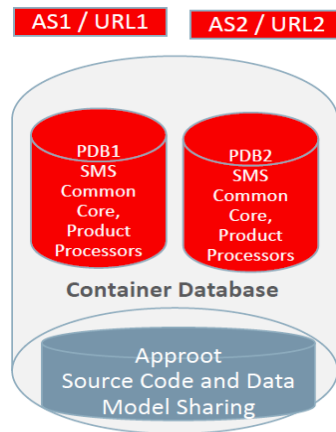 AS1 / URL1
AS2 / URL2
PDB1
SMS
Common
Core,
Product
Processors
PDB2
SMS
Common
Core,
Product
Processors
Container Database
Approot
Source Code and Data
Model Sharing